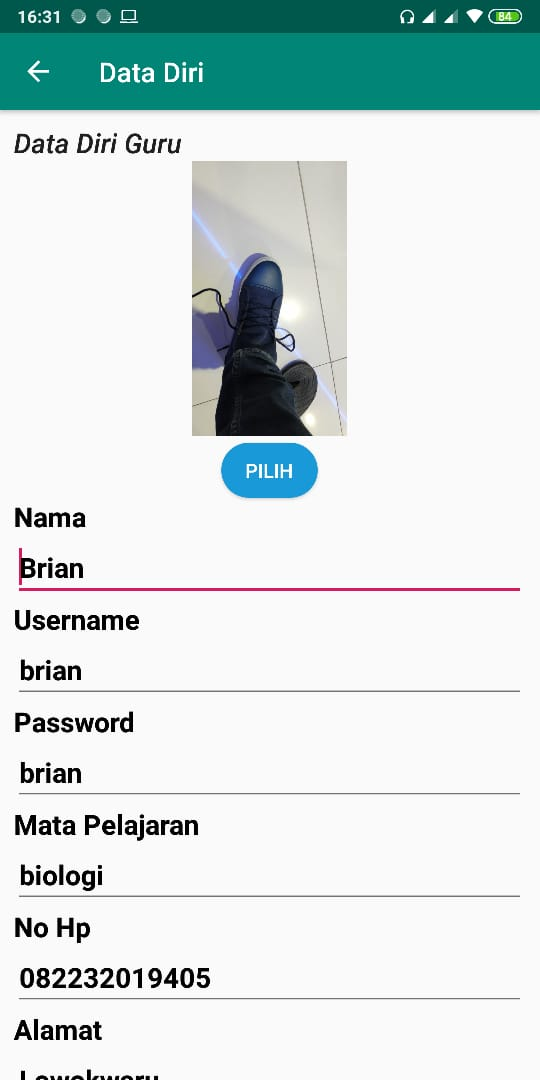 16:31
84
Data Diri
Data Diri Guru
PILIH
Nama
Brian
Username
brian
Password
brian
Mata Pelajaran
biologi
No Hp
082232019405
Alamat
Lowokwaru